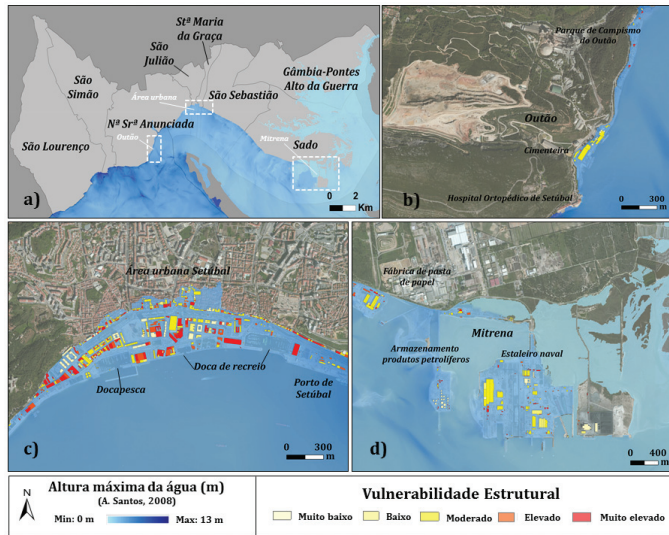 a)
Stª Maria
da Graça
São
Julião
São
Simão
Área urbana
São Sebastião
Gâmbia-Pontes
Alto da Guerra
Nª Srª Anunciada
São Lourenço
Outão
Mitrena
Sado
0 2
Km
b)
Parque de Campismo
do Outão
Outão
Cimenteira
Hospital Ortopédico de Setúbal
0 300
m
c)
Área urbana Setúbal
Docapesca
Doca de recreio
Porto de
Setúbal
0 300
m
d)
Fábrica de pasta
de papel
Mitrena
Armazenamento
produtos petrolíferos
Estaleiro naval
0 400
m
N
Altura máxima da água (m)
(A. Santos, 2008)
Min: 0 m Max: 13 m
Vulnerabilidade Estrutural
Muito baixo Baixo Moderado Elevado Muito elevado